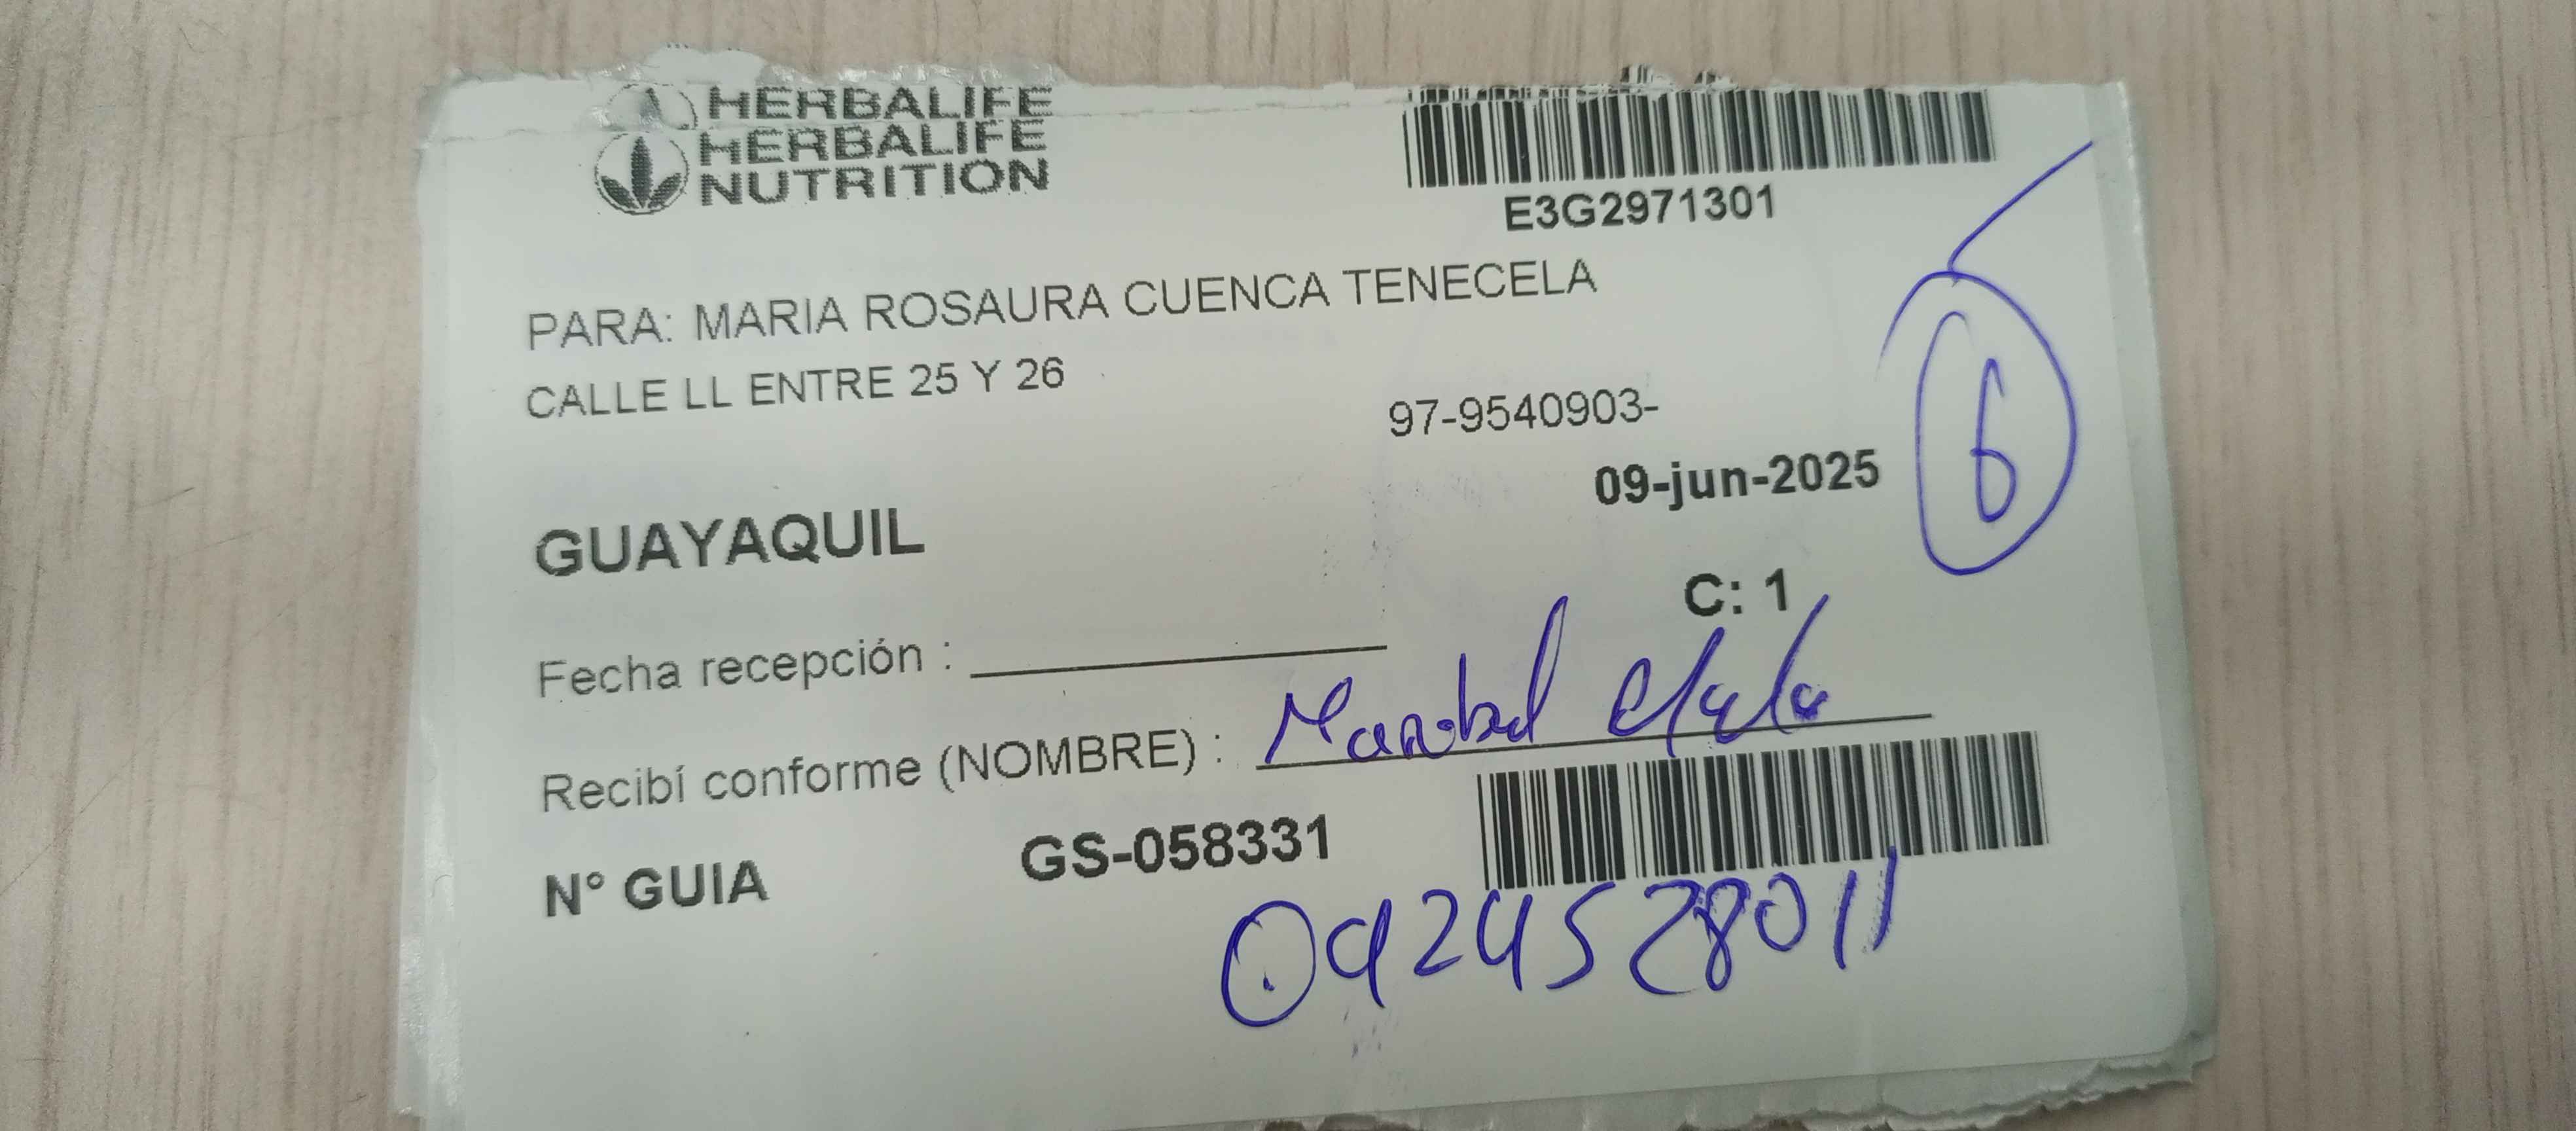 HERBALIFE
HERBALIFE
NUTRITION
E3G2971301
PARA: MARIA ROSAURA CUENCA TENECELA
CALLE LL ENTRE 25 Y 26
97-9540903-
09-jun-2025
6
GUAYAQUIL
C: 1
Fecha recepción :
Recibí conforme (NOMBRE) :
N° GUIA GS-058331
0924528011